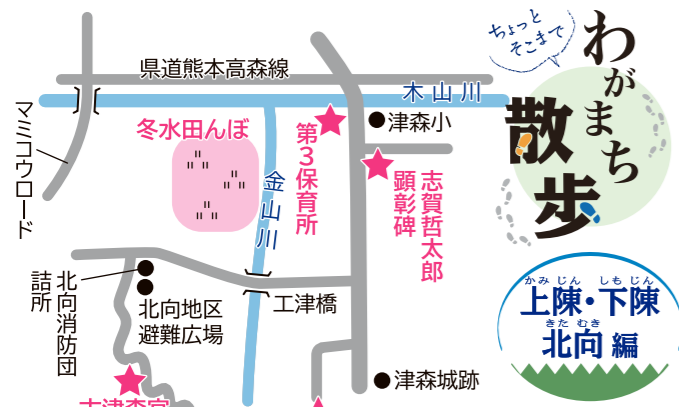 ちょっと
そこまで
わがまち
散歩
かみ じん しも じん
上陳・下陳
きた むき
北向 編
県道熊本高森線
木山川
マミコウロード
冬水田んぼ
第3保育所
津森小
志賀哲太郎
顕彰碑
金山川
北向消防団
詰所
北向地区
避難広場
工津橋
津森城跡